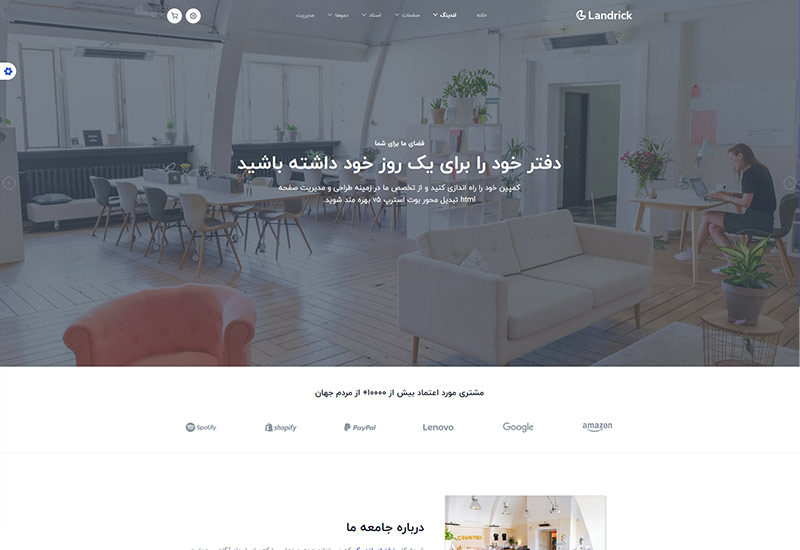 Landrick
خانه
لندینگ
صفحات
اسناد
دموها
مدیریت
فضای ما برای شما
دفتر خود را برای یک روز خود داشته باشید
کمپین خود را راه اندازی کنید و از تخصص ما در زمینه طراحی و مدیریت صفحه
html تبدیل محور بوت استرپ v5 بهره مند شوید.
مشتری مورد اعتماد بیش از 10000+ از مردم جهان
amazon
Google
Lenovo
PayPal
shopify
Spotify
درباره جامعه ما